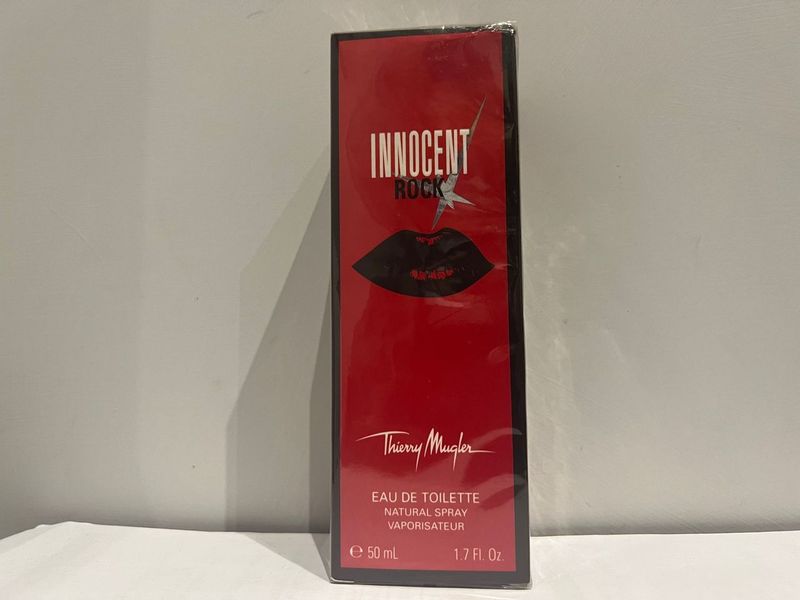 INNOCENT
ROCK
Thierry Mugler
EAU DE TOILETTE
NATURAL SPRAY
VAPORISATEUR
℮ 50 mL 1.7 Fl. Oz.